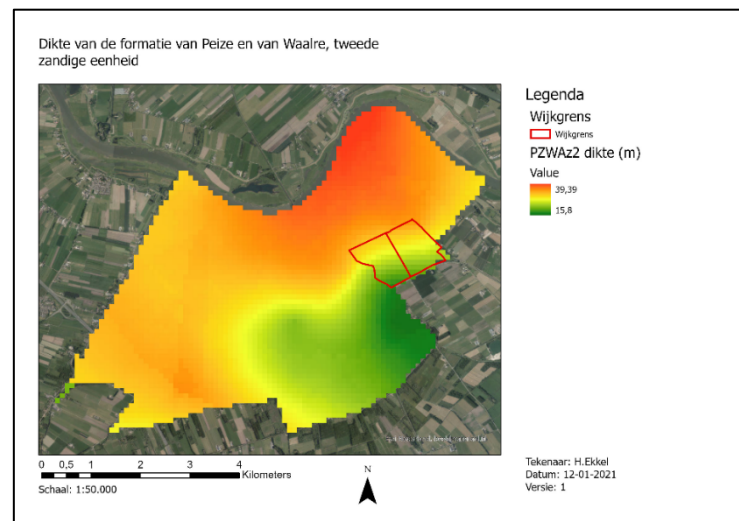 Dikte van de formatie van Peize en van Waalre, tweede
zandige eenheid
Legenda
Wijkgrens
Wijkgrens
PZWAz2 dikte (m)
Value
39,39
15,8
0 0,5 1 2 3 4
Kilometers
Schaal: 1:50.000
N
Tekenaar: H.Ekkel
Datum: 12-01-2021
Versie: 1